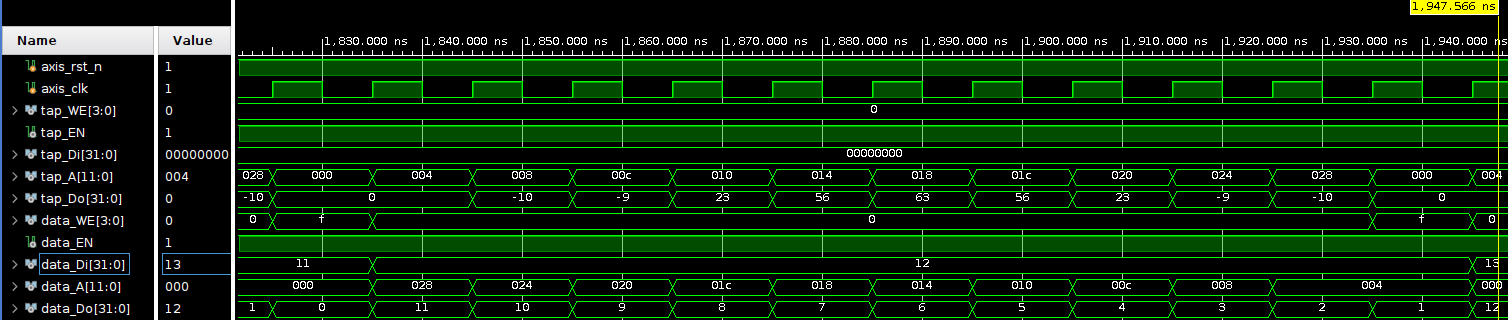 1,947.566 ns
Name Value 1,830.000 ns 1,840.000 ns 1,850.000 ns 1,860.000 ns 1,870.000 ns 1,880.000 ns 1,890.000 ns 1,900.000 ns 1,910.000 ns 1,920.000 ns 1,930.000 ns 1,940.000 ns
axis_rst_n 1
axis_clk 1
tap_WE[3:0] 0 0
tap_EN 1
tap_Di[31:0] 00000000 00000000
tap_A[11:0] 004 028 000 004 008 00c 010 014 018 01c 020 024 028 000 004
tap_Do[31:0] 0 -10 0 -10 -9 23 56 63 56 23 -9 -10 0
data_WE[3:0] 0 0 f 0 f 0
data_EN 1
data_Di[31:0] 13 11 12 13
data_A[11:0] 000 000 028 024 020 01c 018 014 010 00c 008 004 000
data_Do[31:0] 12 1 0 11 10 9 8 7 6 5 4 3 2 1 12